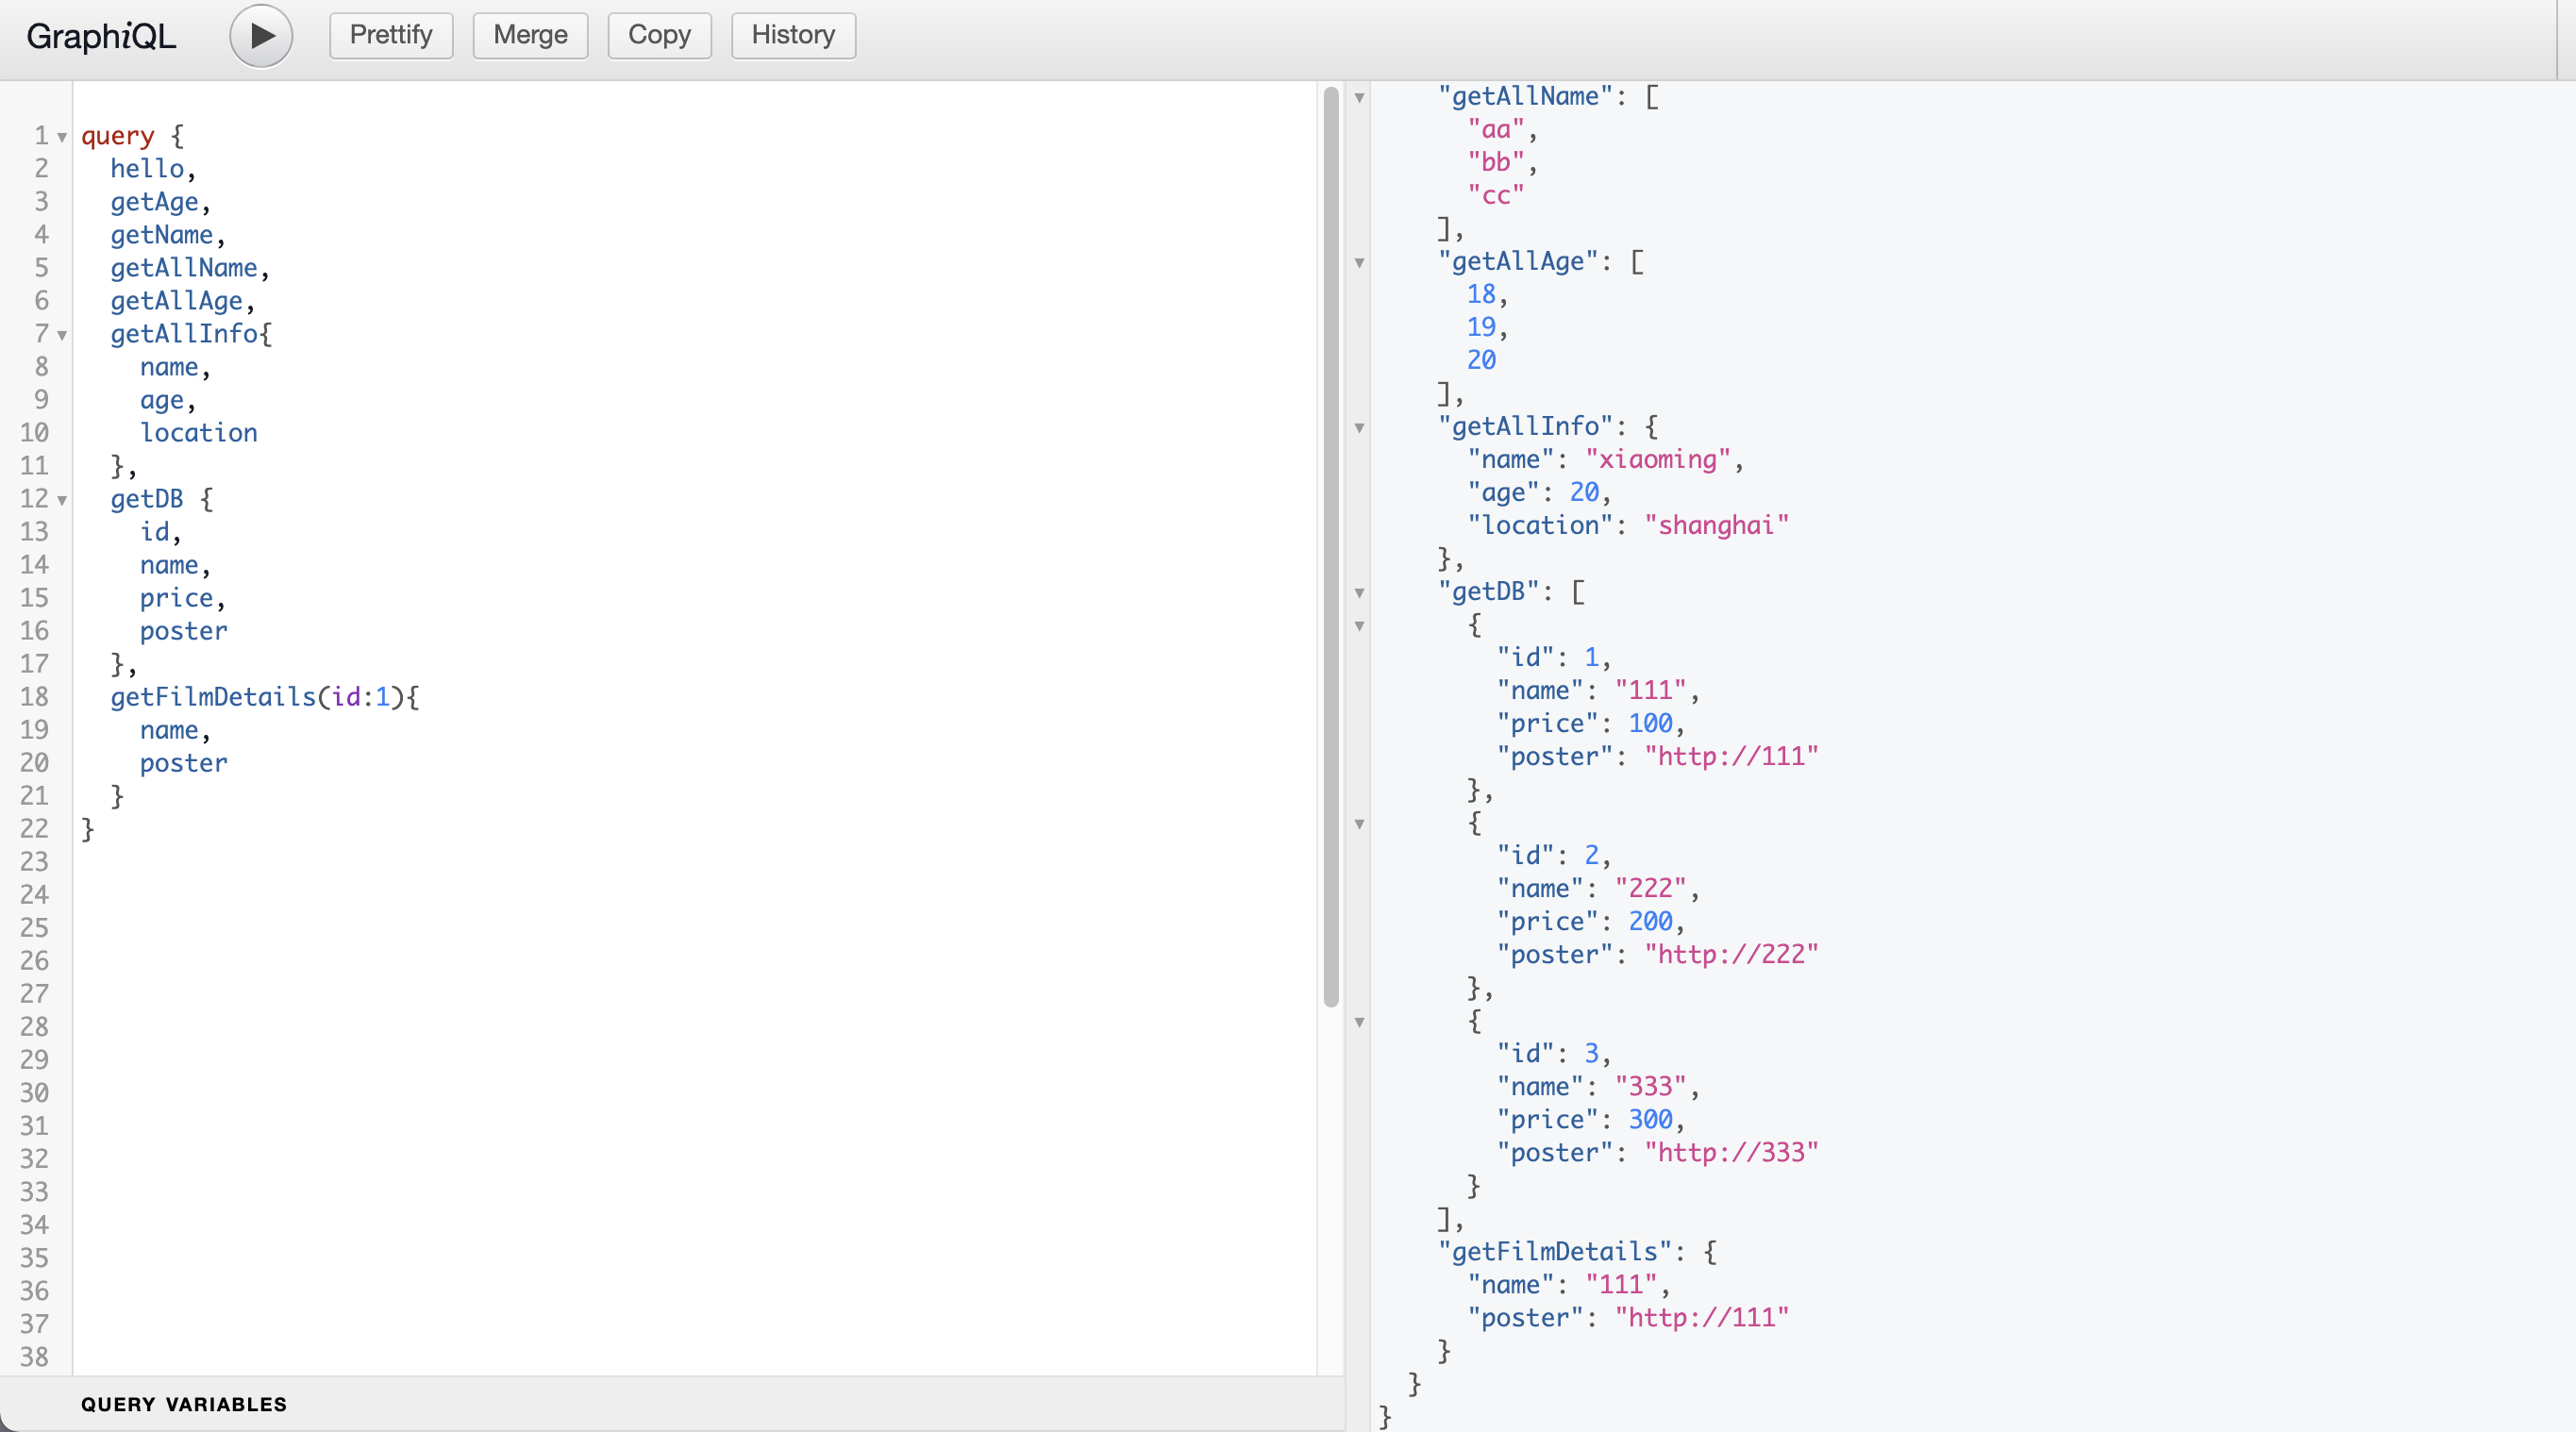 GraphiQL
Prettify Merge Copy History
1 query {
2   hello,
3   getAge,
4   getName,
5   getAllName,
6   getAllAge,
7   getAllInfo{
8     name,
9     age,
10     location
11   },
12   getDB {
13     id,
14     name,
15     price,
16     poster
17   },
18   getFilmDetails(id:1){
19     name,
20     poster
21   }
22 }
23
24
25
26
27
28
29
30
31
32
33
34
35
36
37
38
QUERY VARIABLES
    "getAllName": [
      "aa",
      "bb",
      "cc"
    ],
    "getAllAge": [
      18,
      19,
      20
    ],
    "getAllInfo": {
      "name": "xiaoming",
      "age": 20,
      "location": "shanghai"
    },
    "getDB": [
      {
        "id": 1,
        "name": "111",
        "price": 100,
        "poster": "http://111"
      },
      {
        "id": 2,
        "name": "222",
        "price": 200,
        "poster": "http://222"
      },
      {
        "id": 3,
        "name": "333",
        "price": 300,
        "poster": "http://333"
      }
    ],
    "getFilmDetails": {
      "name": "111",
      "poster": "http://111"
    }
  }
}